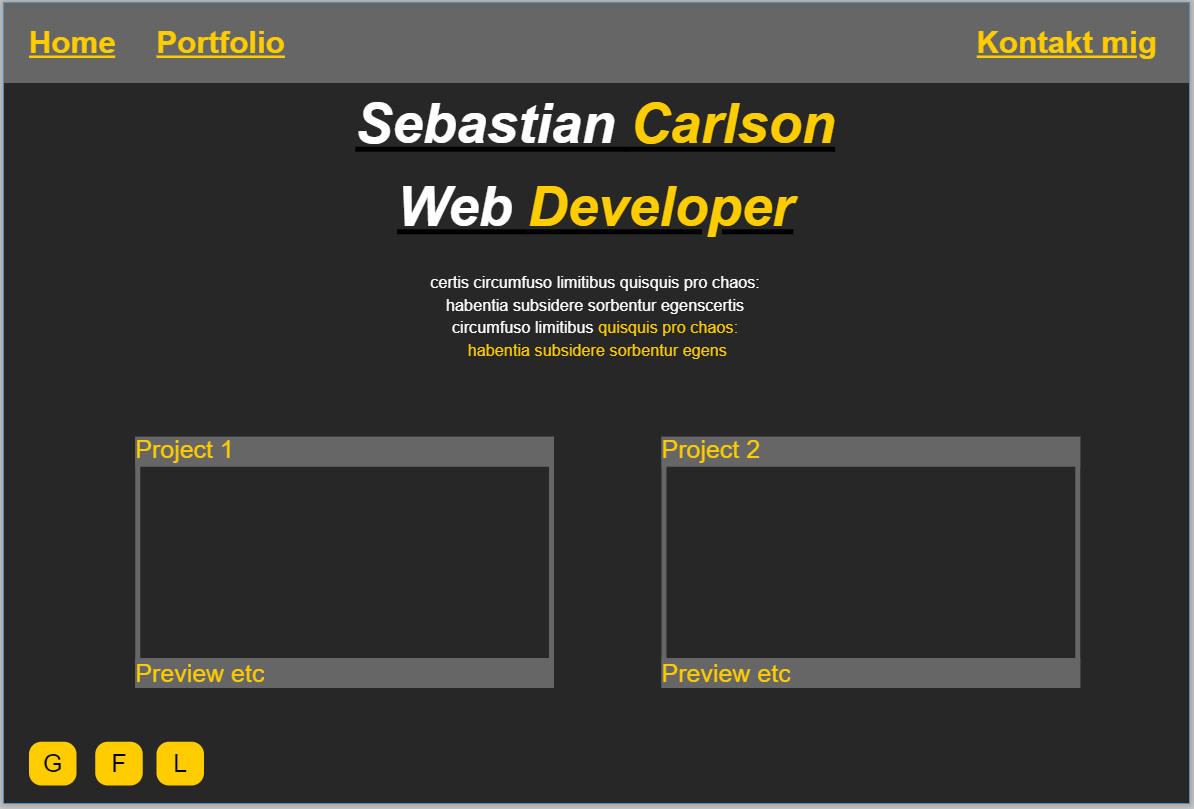 Home Portfolio Kontakt mig
Sebastian Carlson
Web Developer
certis circumfuso limitibus quisquis pro chaos:
habentia subsidere sorbentur egenscertis
circumfuso limitibus quisquis pro chaos:
habentia subsidere sorbentur egens
Project 1
Preview etc
Project 2
Preview etc
G F L